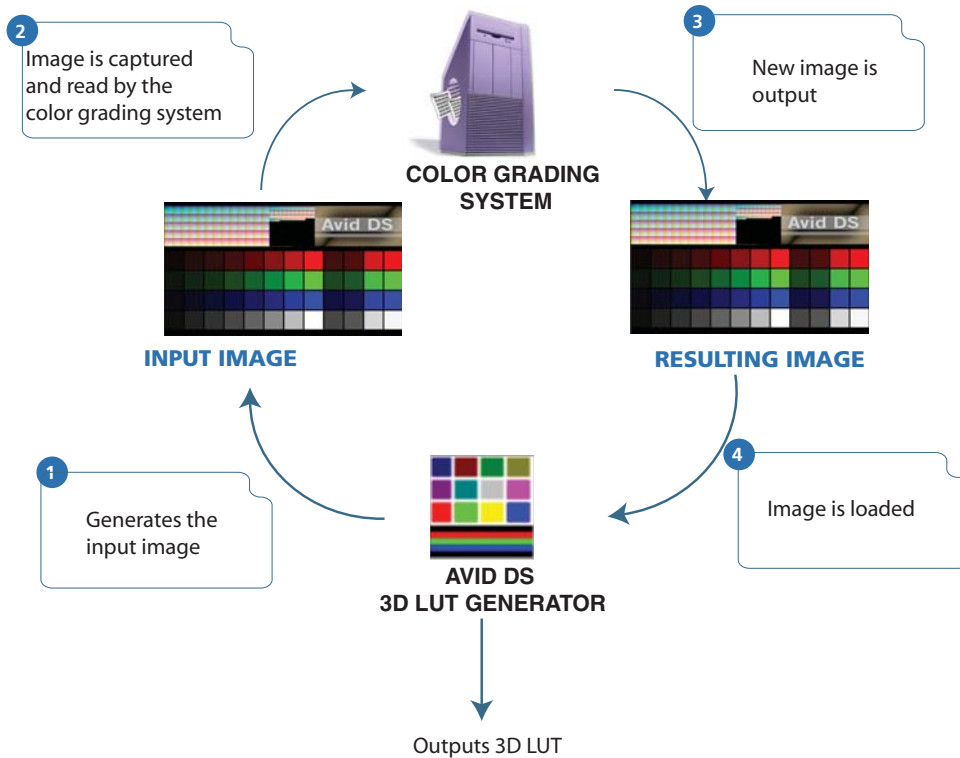 2
Image is captured
and read by the
color grading system
3
New image is
output
COLOR GRADING
SYSTEM
Avid DS
Avid DS
INPUT IMAGE
RESULTING IMAGE
1
Generates the
input image
4
Image is loaded
AVID DS
3D LUT GENERATOR
Outputs 3D LUT